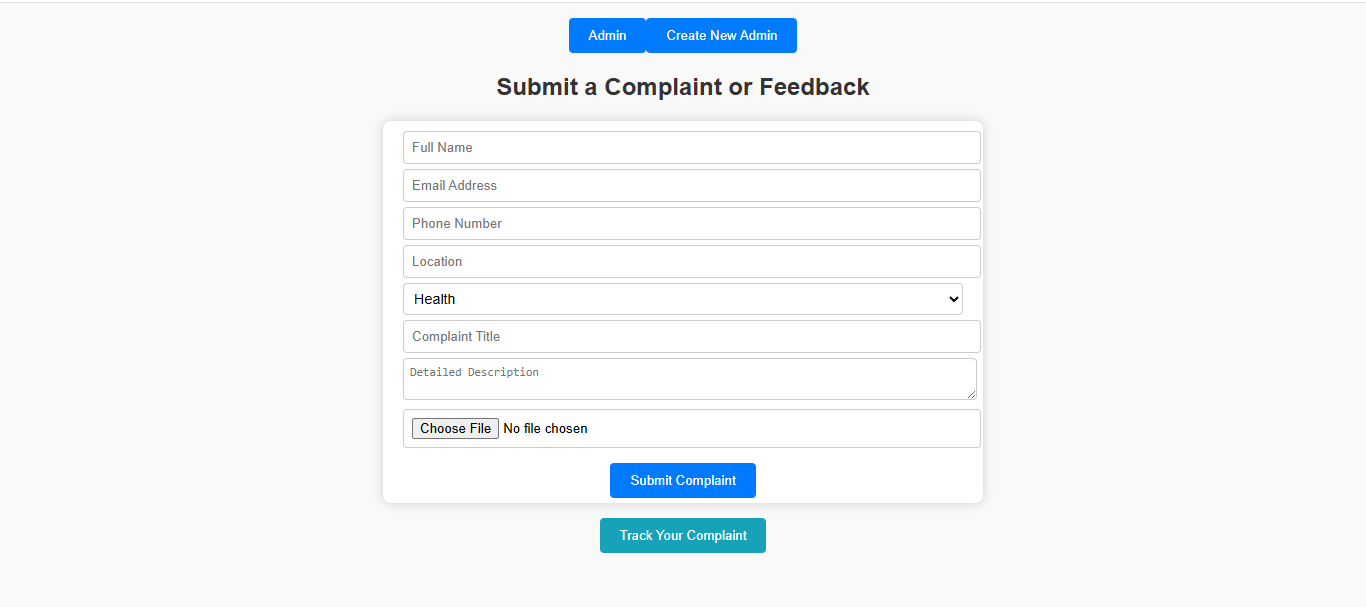 Admin Create New Admin
Submit a Complaint or Feedback
Full Name
Email Address
Phone Number
Location
Health
Complaint Title
Detailed Description
Choose File No file chosen
Submit Complaint
Track Your Complaint